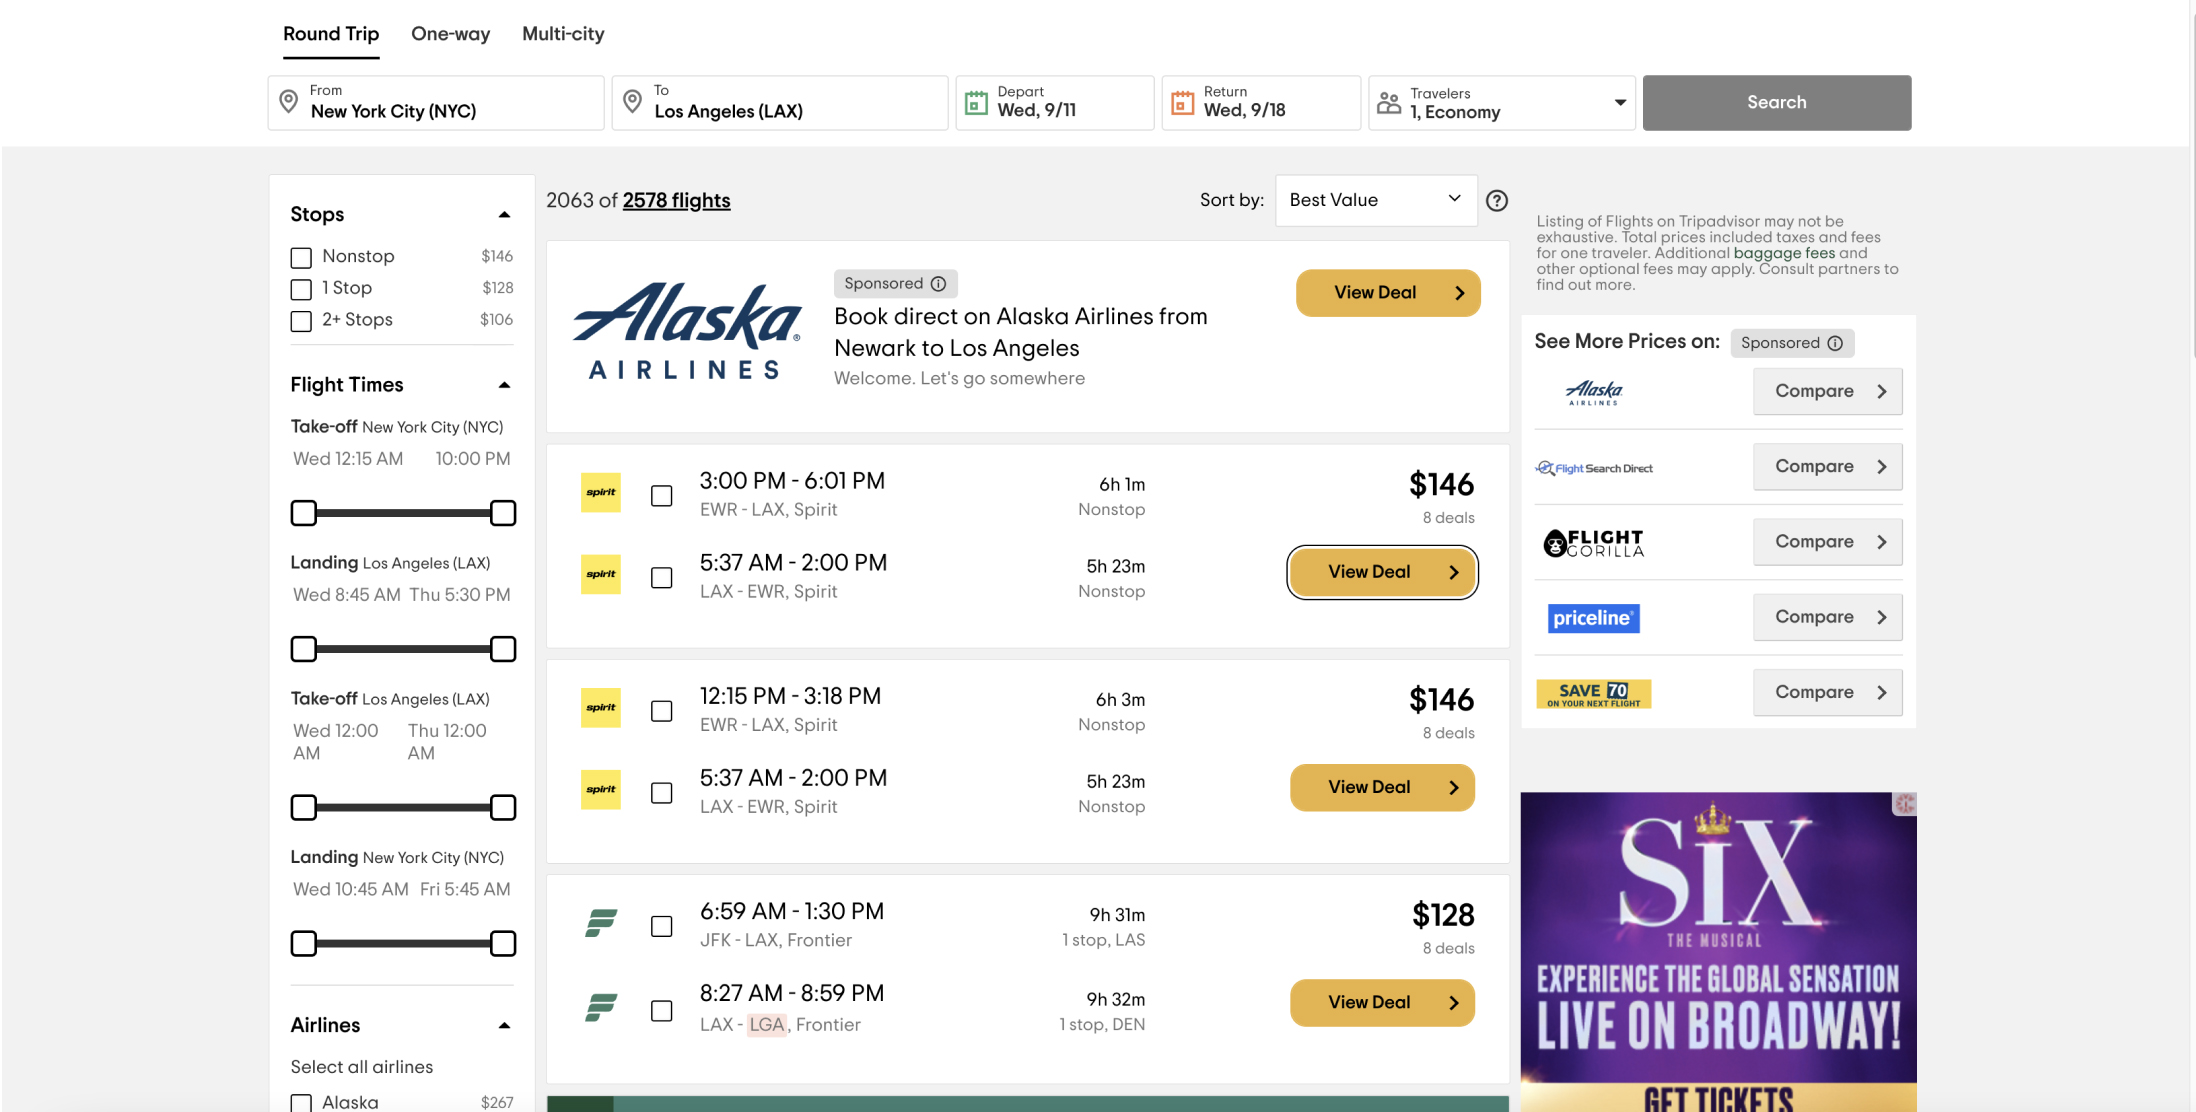 Round Trip One-way Multi-city
From
New York City (NYC)
To
Los Angeles (LAX)
Depart
Wed, 9/11
Return
Wed, 9/18
Travelers
1, Economy
Search
Stops
Nonstop $146
1 Stop $128
2+ Stops $106
Flight Times
Take-off New York City (NYC)
Wed 12:15 AM 10:00 PM
Landing Los Angeles (LAX)
Wed 8:45 AM Thu 5:30 PM
Take-off Los Angeles (LAX)
Wed 12:00 AM Thu 12:00 AM
Landing New York City (NYC)
Wed 10:45 AM Fri 5:45 AM
Airlines
Select all airlines
Alaska $267
2063 of 2578 flights
Sort by: Best Value
Alaska
AIRLINES
Sponsored
Book direct on Alaska Airlines from
Newark to Los Angeles
Welcome. Let's go somewhere
View Deal
spirit
3:00 PM - 6:01 PM
EWR - LAX, Spirit
6h 1m
Nonstop
$146
8 deals
spirit
5:37 AM - 2:00 PM
LAX - EWR, Spirit
5h 23m
Nonstop
View Deal
spirit
12:15 PM - 3:18 PM
EWR - LAX, Spirit
6h 3m
Nonstop
$146
8 deals
spirit
5:37 AM - 2:00 PM
LAX - EWR, Spirit
5h 23m
Nonstop
View Deal
6:59 AM - 1:30 PM
JFK - LAX, Frontier
9h 31m
1 stop, LAS
$128
8 deals
8:27 AM - 8:59 PM
LAX - LGA, Frontier
9h 32m
1 stop, DEN
View Deal
Listing of Flights on Tripadvisor may not be
exhaustive. Total prices included taxes and fees
for one traveler. Additional baggage fees and
other optional fees may apply. Consult partners to
find out more.
See More Prices on: Sponsored
Alaska
AIRLINES
Compare
Flight Search Direct
Compare
FLIGHT
GORILLA
Compare
priceline
Compare
SAVE 70
ON YOUR NEXT FLIGHT
Compare
SIX
THE MUSICAL
EXPERIENCE THE GLOBAL SENSATION
LIVE ON BROADWAY!
GET TICKETS